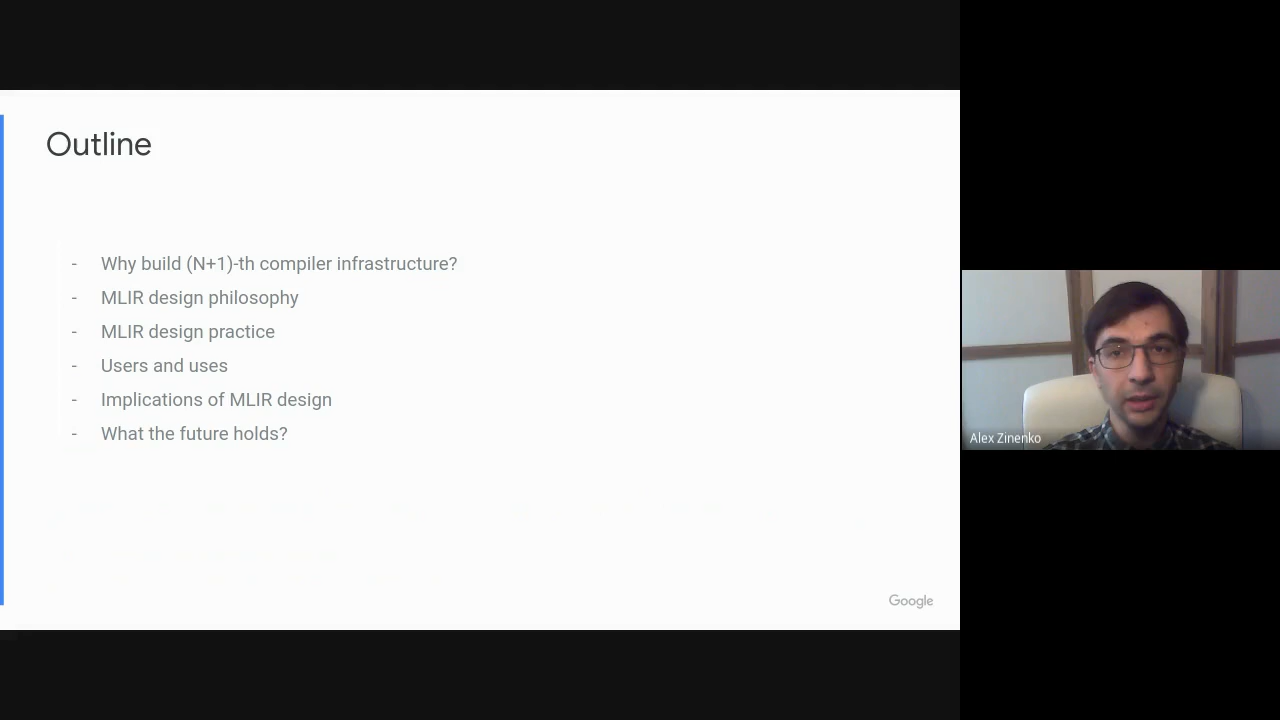 Outline
- Why build (N+1)-th compiler infrastructure?
- MLIR design philosophy
- MLIR design practice
- Users and uses
- Implications of MLIR design
- What the future holds?
Google
Alex Zinenko